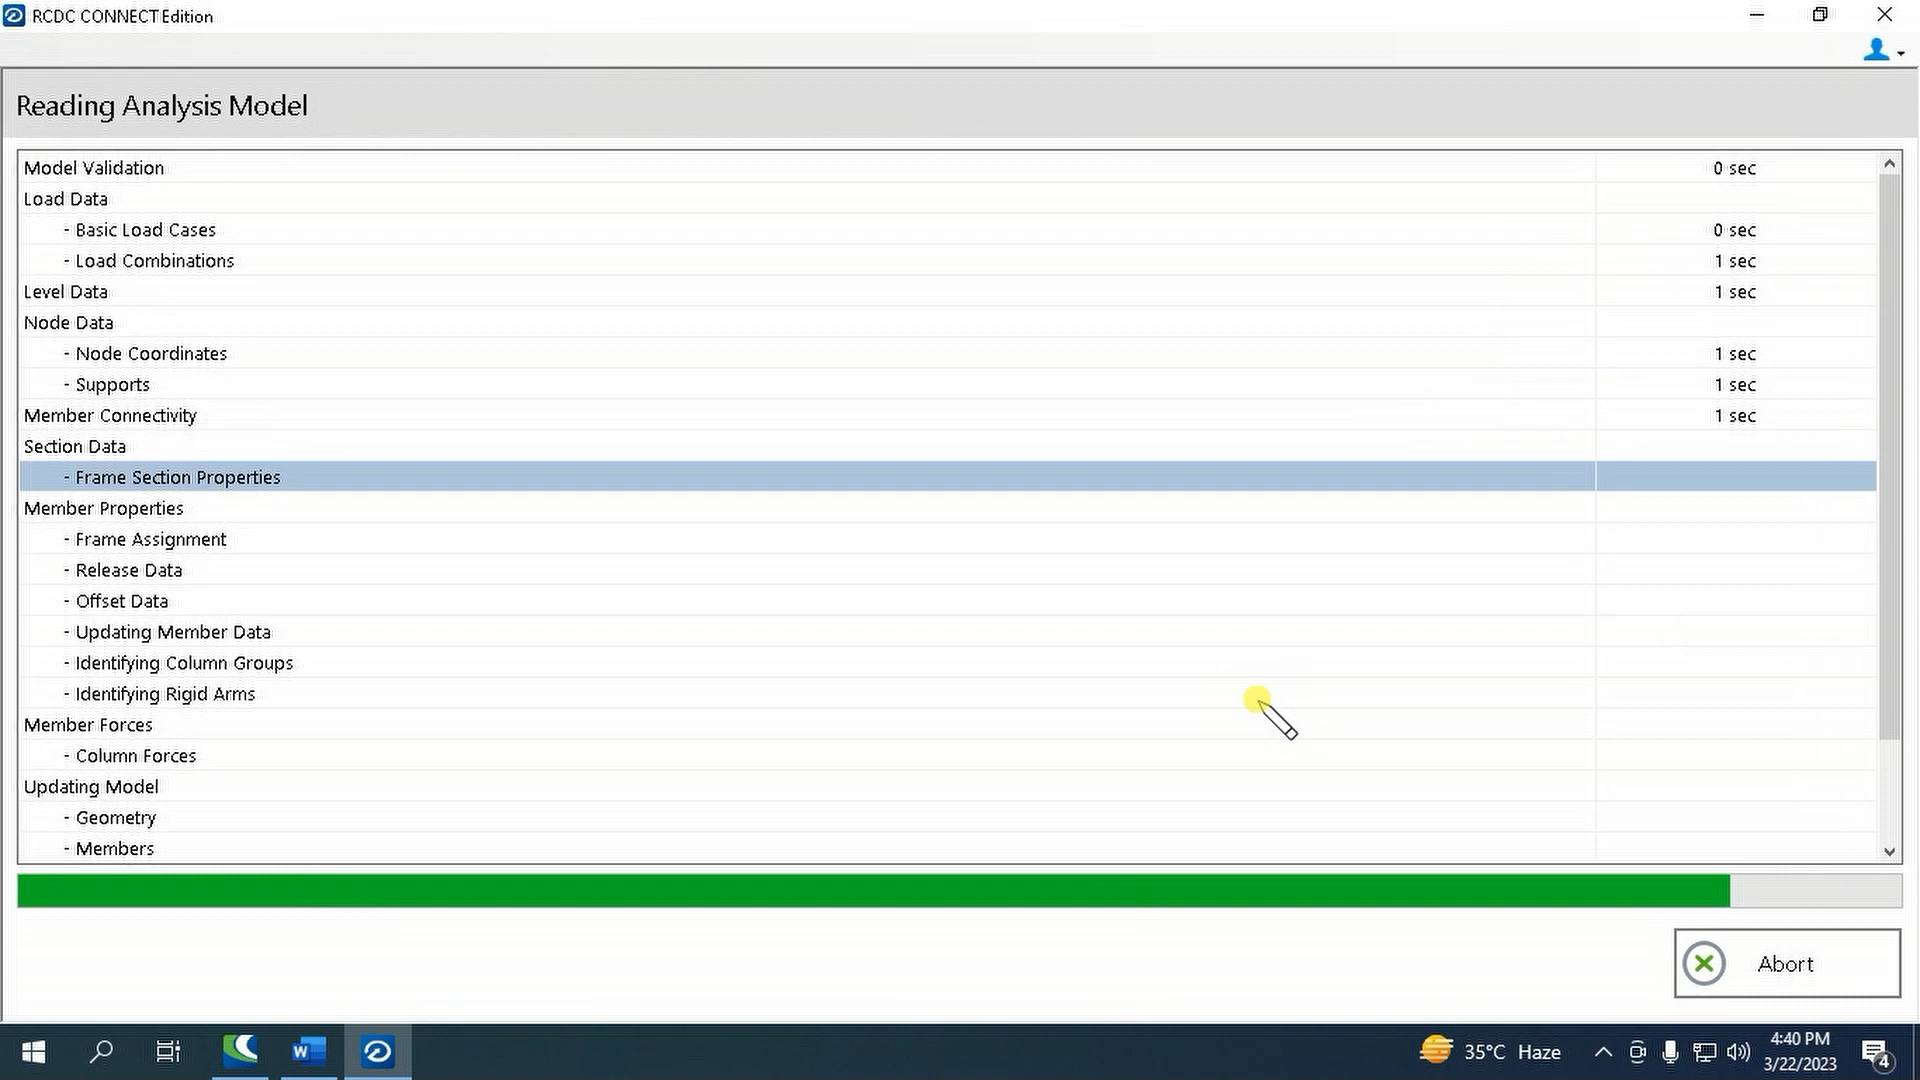 RCDC CONNECT Edition
Reading Analysis Model
Model Validation 0 sec
Load Data
- Basic Load Cases 0 sec
- Load Combinations 1 sec
Level Data 1 sec
Node Data
- Node Coordinates 1 sec
- Supports 1 sec
Member Connectivity 1 sec
Section Data
- Frame Section Properties
Member Properties
- Frame Assignment
- Release Data
- Offset Data
- Updating Member Data
- Identifying Column Groups
- Identifying Rigid Arms
Member Forces
- Column Forces
Updating Model
- Geometry
- Members
Abort
W
35°C Haze
4:40 PM
3/22/2023
4